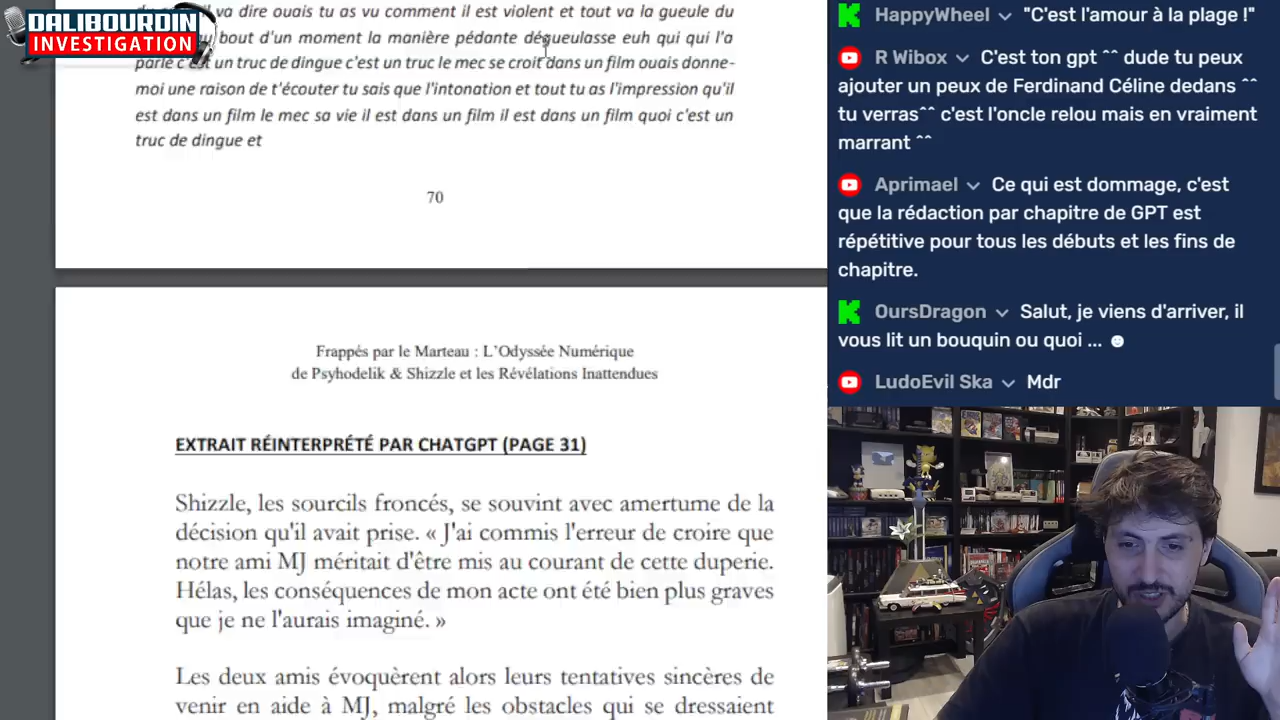 DALIBOURDIN
INVESTIGATION
va dire ouais tu as vu comment il est violent et tout va la gueule du
bout d'un moment la manière pédante dégueulasse euh qui qui l'a
parlé c'est un truc de dingue c'est un truc le mec se croit dans un film ouais donne-
moi une raison de t'écouter tu sais que l'intonation et tout tu as l'impression qu'il
est dans un film le mec sa vie il est dans un film il est dans un film quoi c'est un
truc de dingue et
70
Frappés par le Marteau : L'Odyssée Numérique
de Psyhodelik & Shizzle et les Révélations Inattendues
EXTRAIT RÉINTERPRÉTÉ PAR CHATGPT (PAGE 31)
Shizzle, les sourcils froncés, se souvint avec amertume de la
décision qu'il avait prise. « J'ai commis l'erreur de croire que
notre ami MJ méritait d'être mis au courant de cette duperie.
Hélas, les conséquences de mon acte ont été bien plus graves
que je ne l'aurais imaginé. »
Les deux amis évoquèrent alors leurs tentatives sincères de
venir en aide à MJ, malgré les obstacles qui se dressaient
HappyWheel "C'est l'amour à la plage !"
R Wibox C'est ton gpt ^^ dude tu peux
ajouter un peux de Ferdinand Céline dedans ^^
tu verras^^ c'est l'oncle relou mais en vraiment
marrant ^^
Aprimael Ce qui est dommage, c'est
que la rédaction par chapitre de GPT est
répétitive pour tous les débuts et les fins de
chapitre.
OursDragon Salut, je viens d'arriver, il
vous lit un bouquin ou quoi ... ☻
LudoEvil Ska Mdr